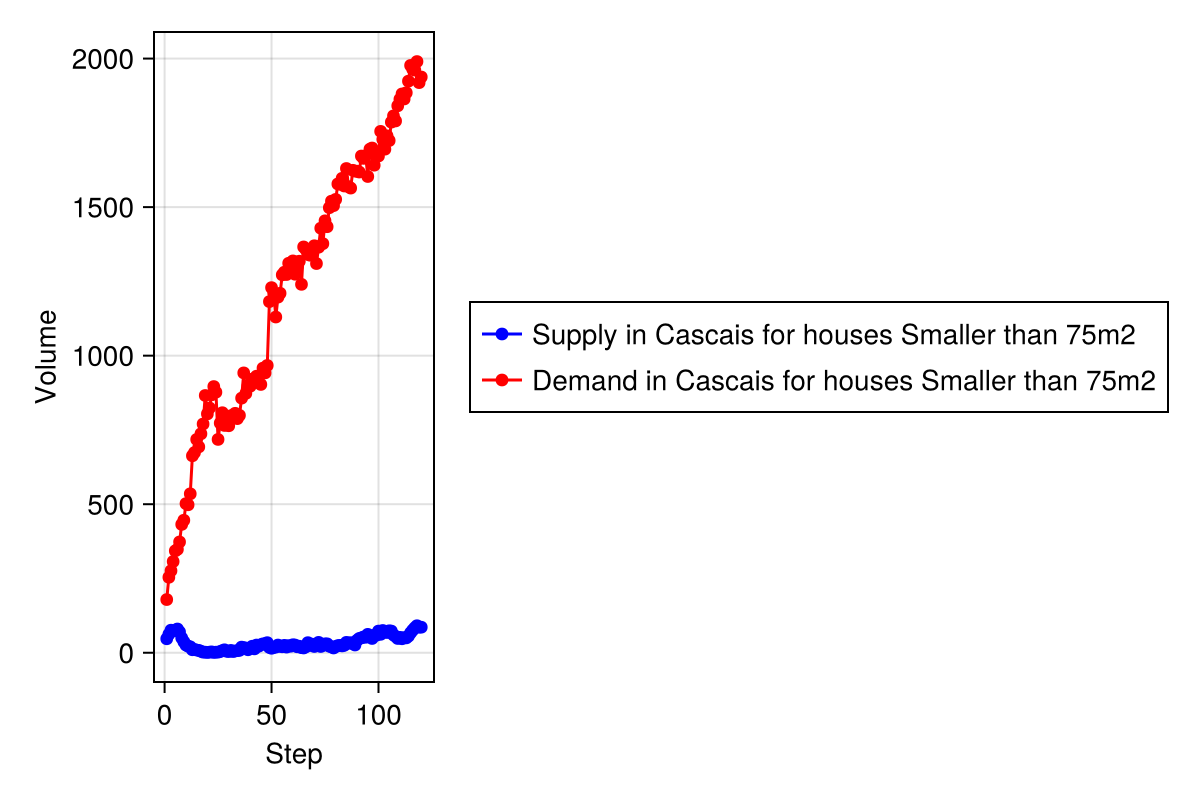 2000
1500
1000
500
0
Volume
0 50 100
Step
Supply in Cascais for houses Smaller than 75m2
Demand in Cascais for houses Smaller than 75m2